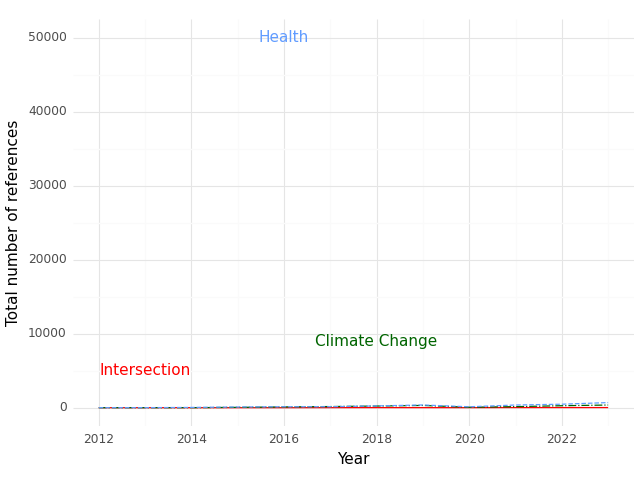 Total number of references
50000
40000
30000
20000
10000
0
Health
Climate Change
Intersection
2012
2014
2016
2018
2020
2022
Year